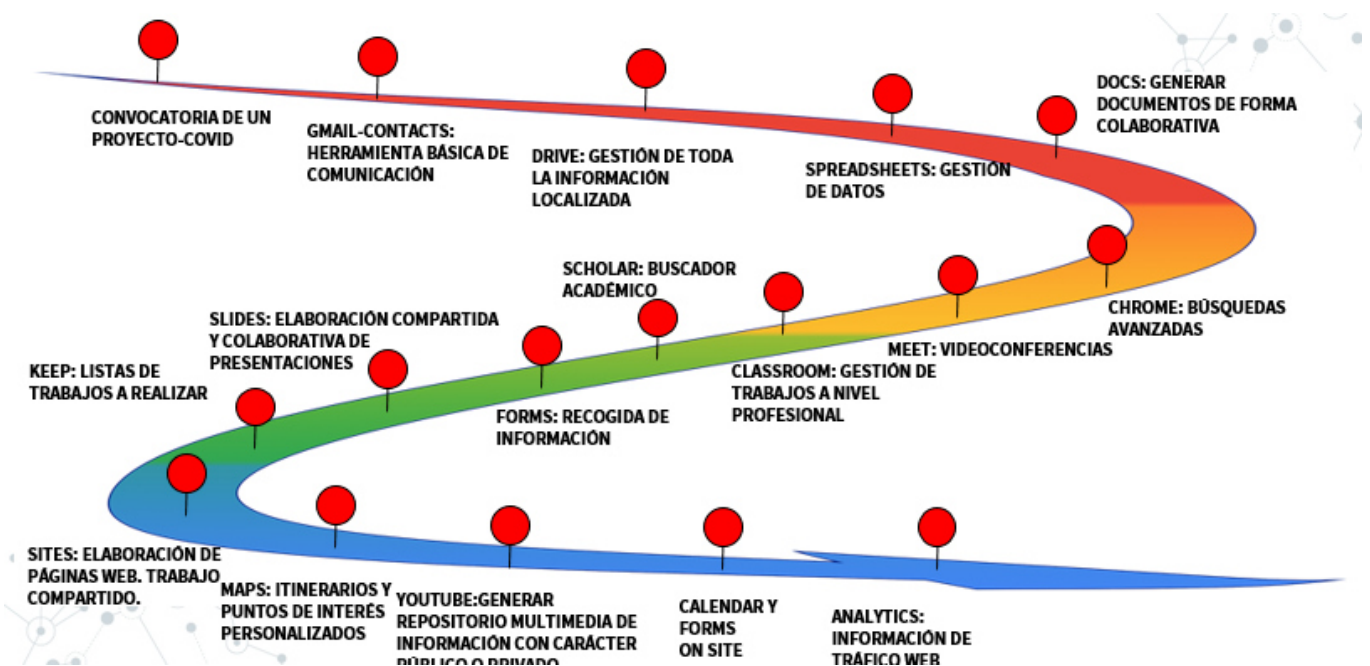 CONVOCATORIA DE UN
PROYECTO-COVID
GMAIL-CONTACTS:
HERRAMIENTA BÁSICA DE
COMUNICACIÓN
DRIVE: GESTIÓN DE TODA
LA INFORMACIÓN
LOCALIZADA
SPREADSHEETS: GESTIÓN
DE DATOS
DOCS: GENERAR
DOCUMENTOS DE FORMA
COLABORATIVA
CHROME: BÚSQUEDAS
AVANZADAS
MEET: VIDEOCONFERENCIAS
CLASSROOM: GESTIÓN DE
TRABAJOS A NIVEL
PROFESIONAL
SCHOLAR: BUSCADOR
ACADÉMICO
FORMS: RECOGIDA DE
INFORMACIÓN
SLIDES: ELABORACIÓN COMPARTIDA
Y COLABORATIVA DE
PRESENTACIONES
KEEP: LISTAS DE
TRABAJOS A REALIZAR
SITES: ELABORACIÓN DE
PÁGINAS WEB. TRABAJO
COMPARTIDO.
MAPS: ITINERARIOS Y
PUNTOS DE INTERÉS
PERSONALIZADOS
YOUTUBE:GENERAR
REPOSITORIO MULTIMEDIA DE
INFORMACIÓN CON CARÁCTER
PÚBLICO O PRIVADO
CALENDAR Y
FORMS
ON SITE
ANALYTICS:
INFORMACIÓN DE
TRÁFICO WEB